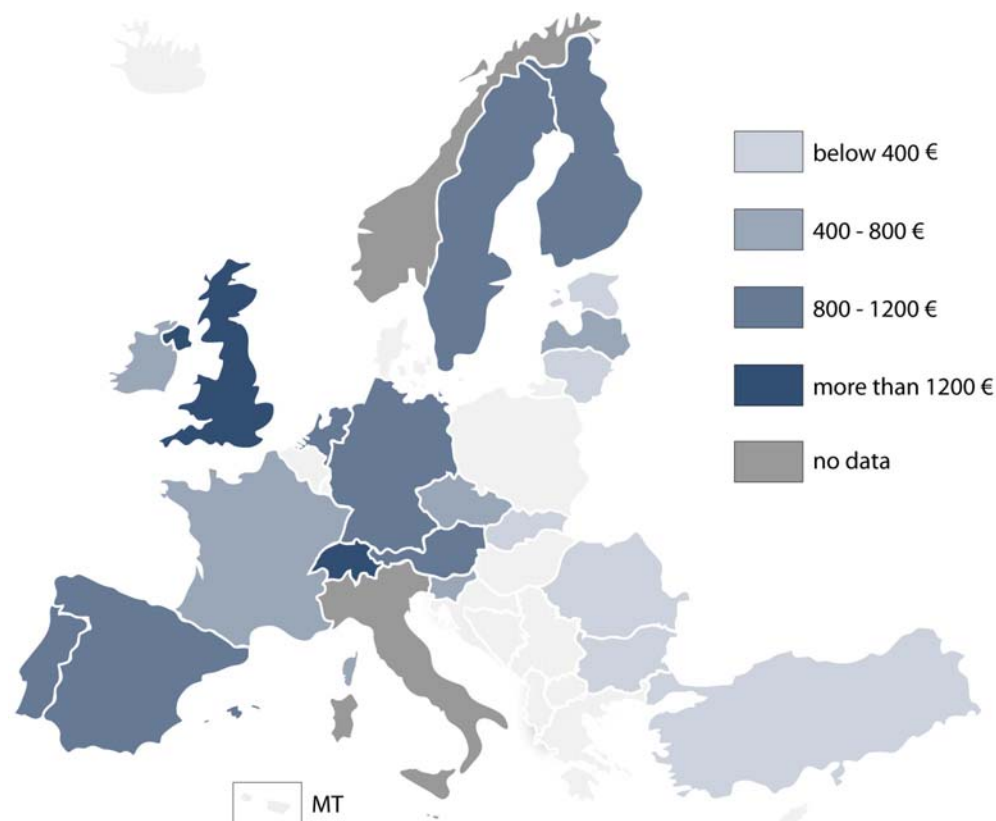 below 400 €
400 - 800 €
800 - 1200 €
more than 1200 €
no data
MT